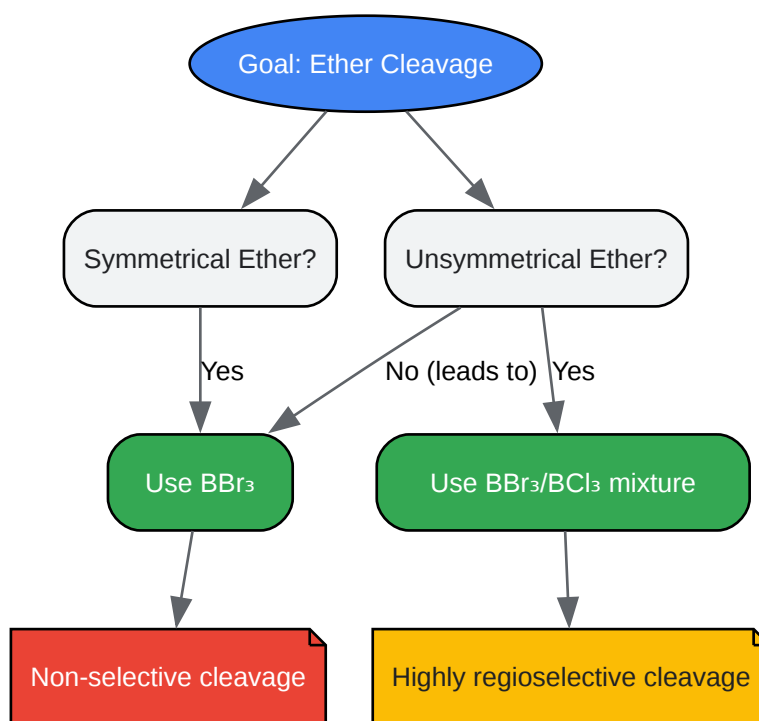 Goal: Ether Cleavage
Symmetrical Ether?
Unsymmetrical Ether?
Yes
No (leads to)
Yes
Use BBr₃
Use BBr₃/BCl₃ mixture
Non-selective cleavage
Highly regioselective cleavage